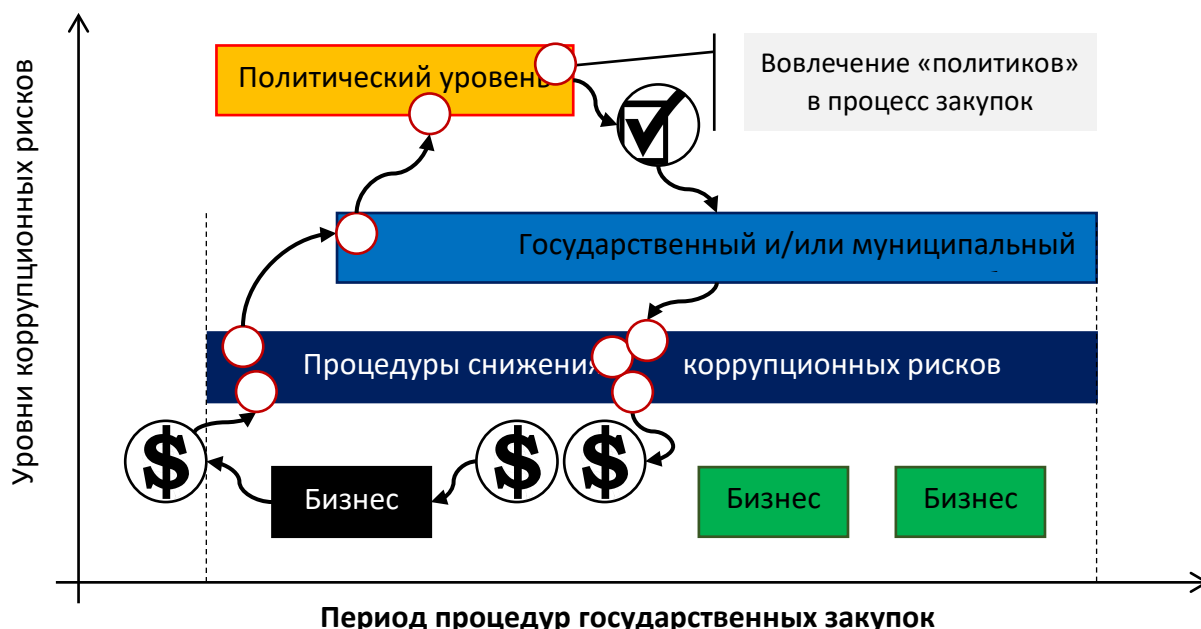 Уровни коррупционных рисков
Политический уровень
Вовлечение «политиков»
в процесс закупок
Государственный и/или муниципальный
Процедуры снижения коррупционных рисков
$
$ $
Бизнес
Бизнес
Бизнес
Период процедур государственных закупок